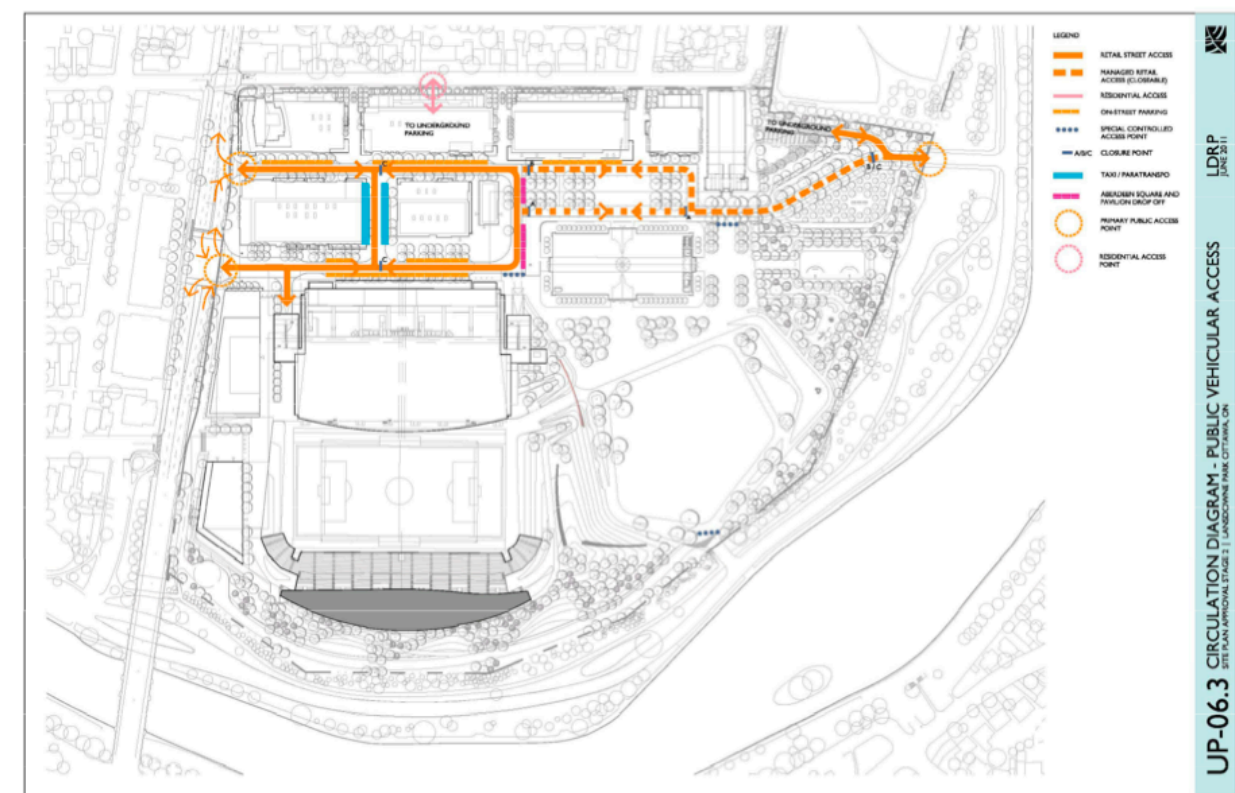 LEGEND
RETAIL STREET ACCESS
MANAGED RETAIL
ACCESS (CLOSEABLE)
RESIDENTIAL ACCESS
ON-STREET PARKING
SPECIAL CONTROLLED
ACCESS POINT
A/B/C CLOSURE POINT
TAXI / PARATRANSPO
ABERDEEN SQUARE AND
PAVILION DROP OFF
PRIMARY PUBLIC ACCESS
POINT
RESIDENTIAL ACCESS
POINT
TO UNDERGROUND
PARKING
TO UNDERGROUND
PARKING
C
C
B/C
LDRP
JUNE 2011
UP-06.3 CIRCULATION DIAGRAM - PUBLIC VEHICULAR ACCESS
SITE PLAN APPROVAL STAGE 2 | LANSDOWNE PARK OTTAWA, ON